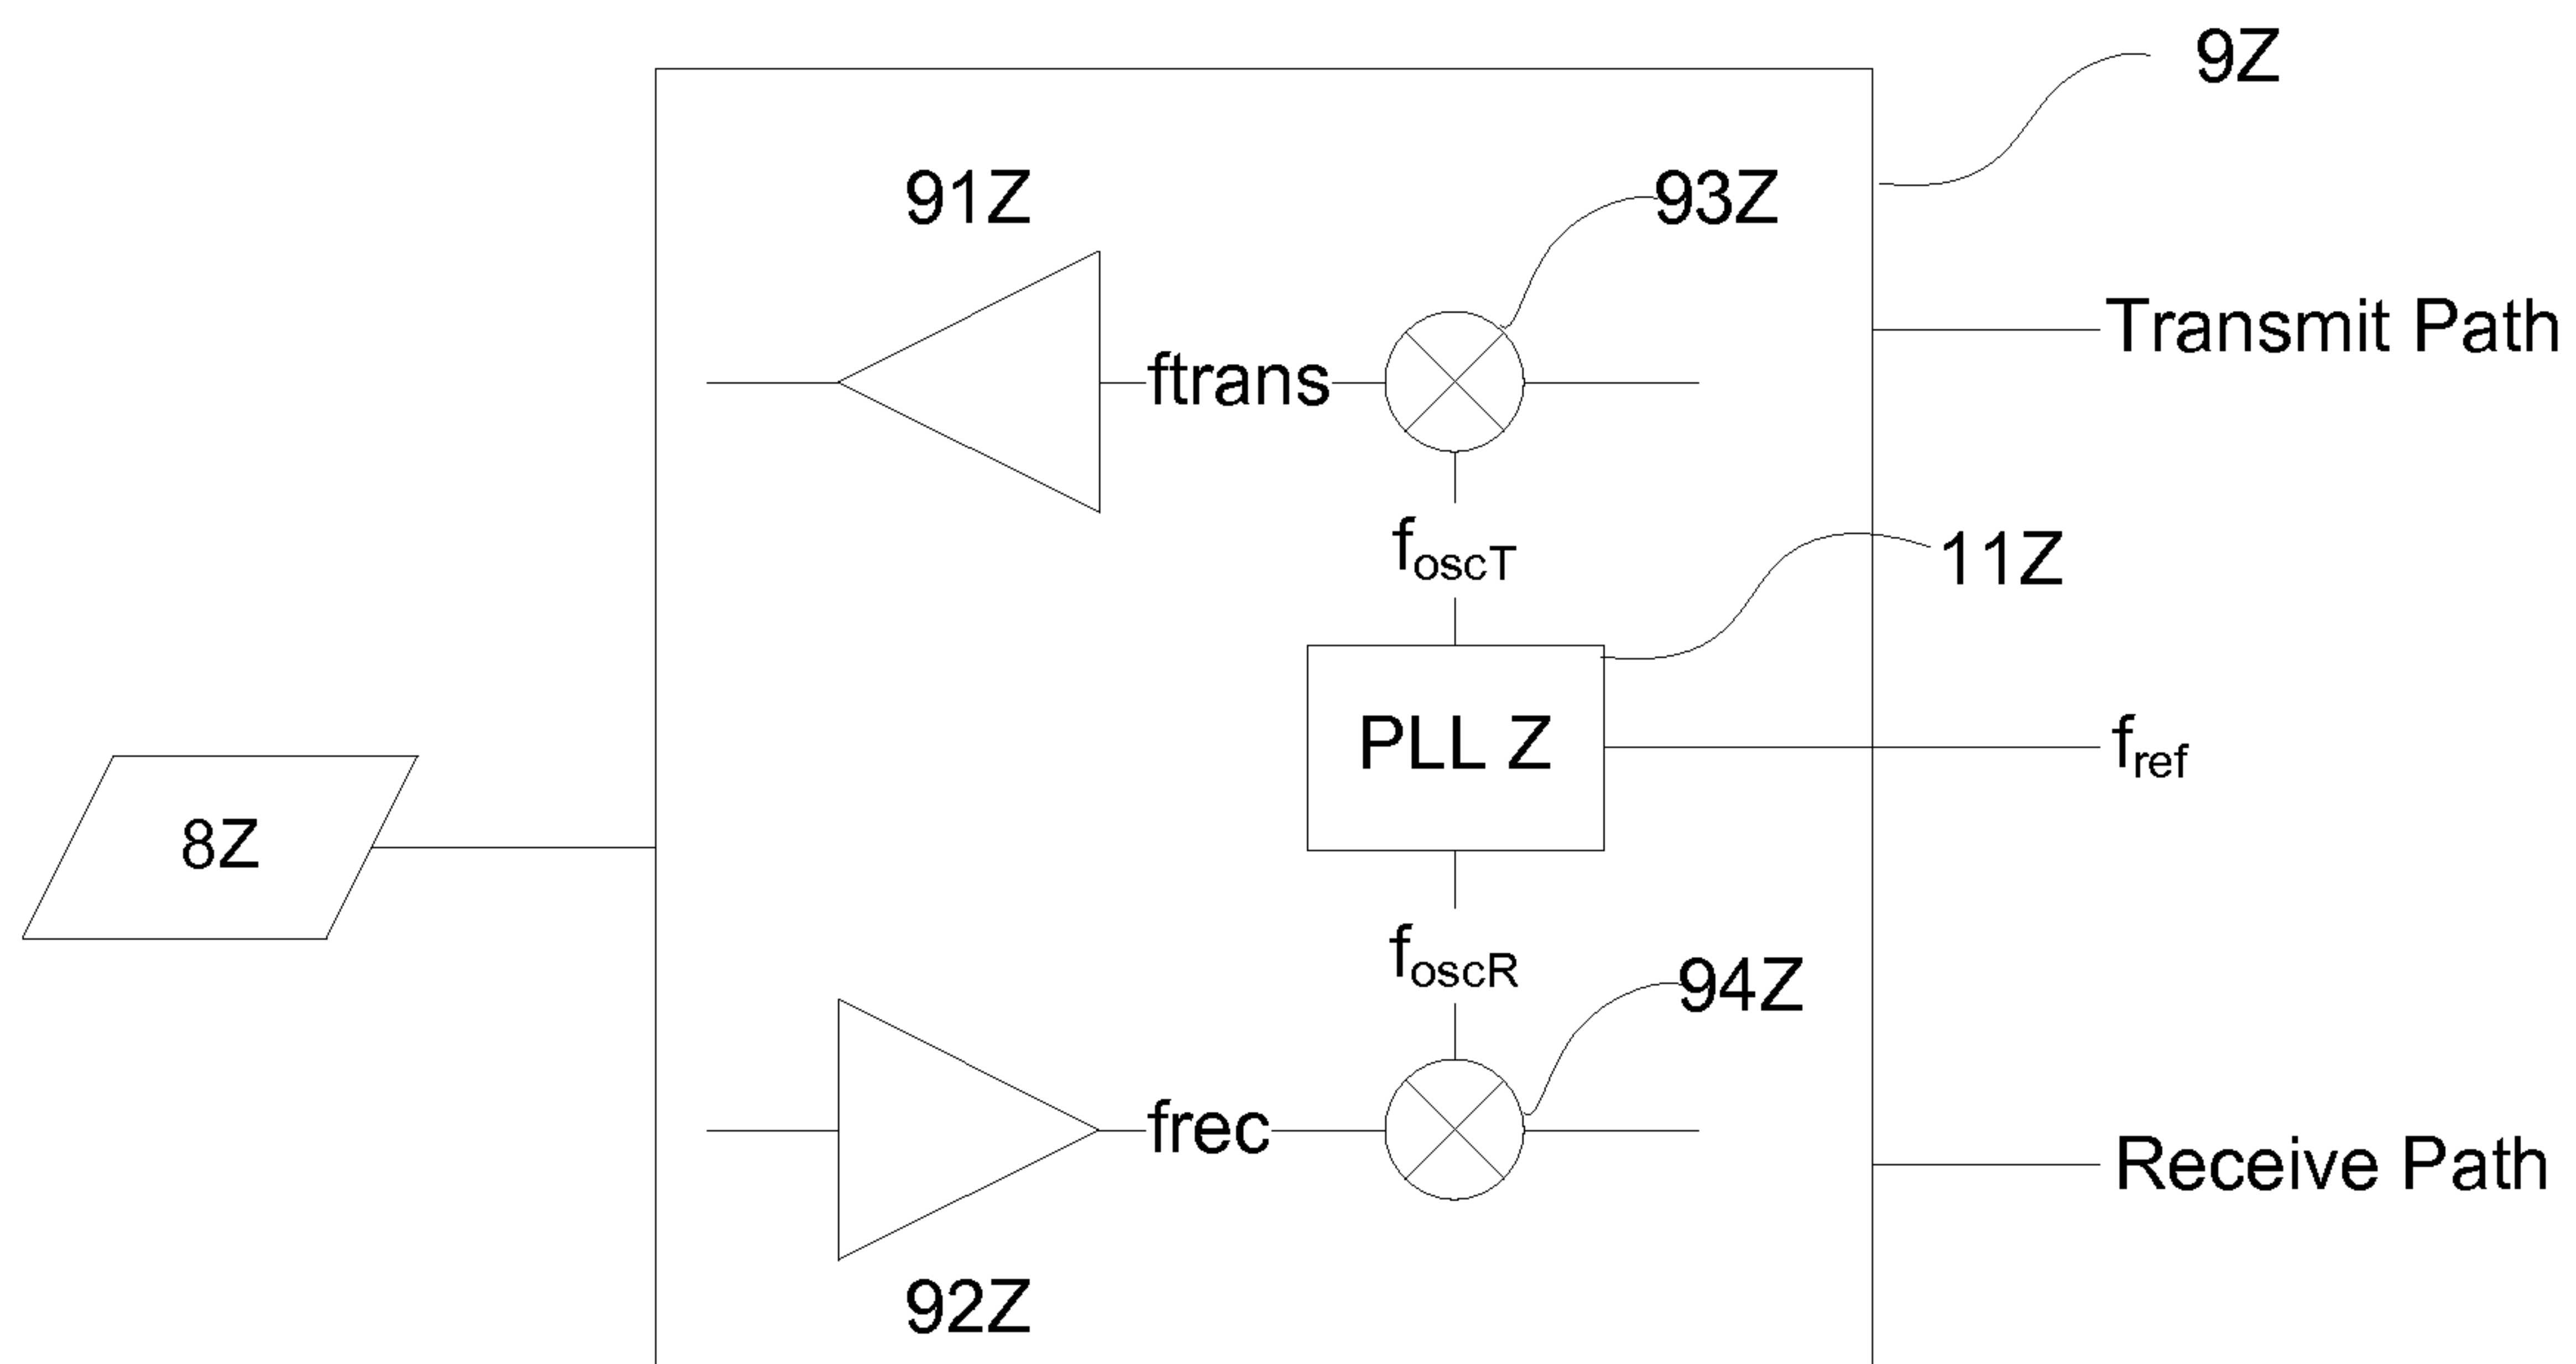 9Z
91Z
93Z
Transmit Path
ftrans
foscT
11Z
PLL Z
fref
8Z
foscR
94Z
frec
Receive Path
92Z